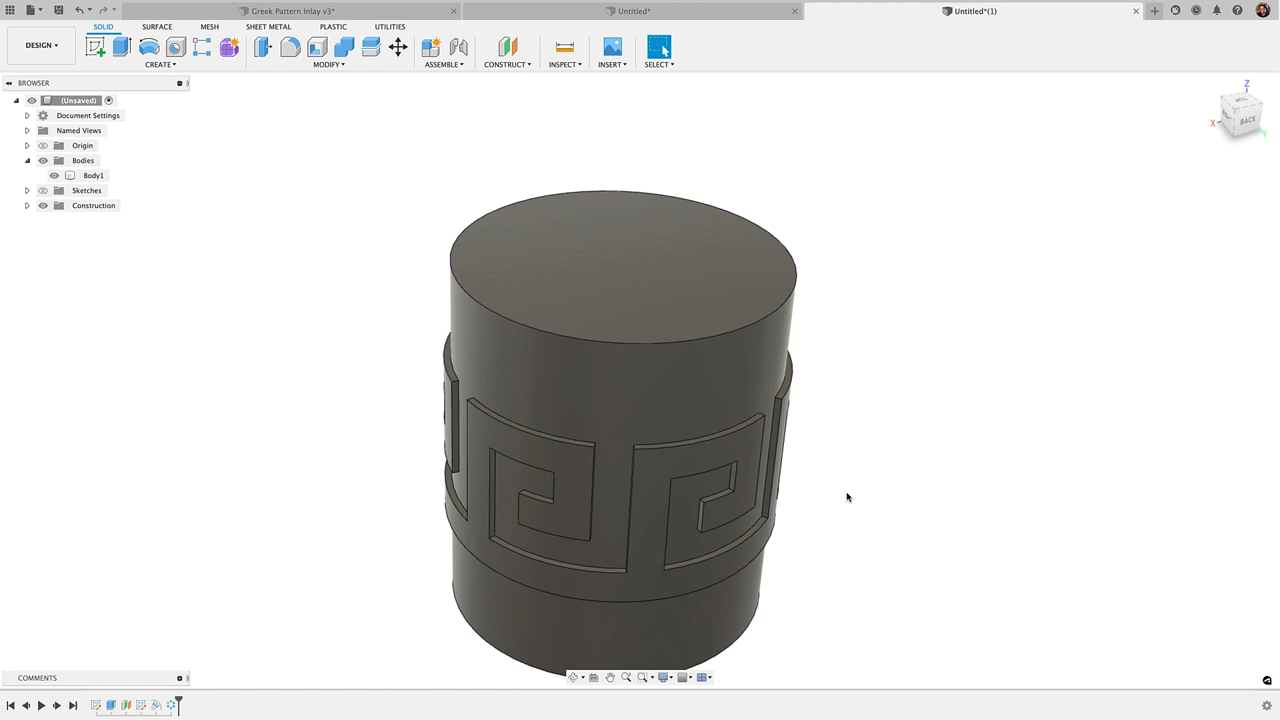 Greek Pattern Inlay v3*
Untitled*
Untitled*(1)
DESIGN
SOLID
SURFACE
MESH
SHEET METAL
PLASTIC
UTILITIES
CREATE
MODIFY
ASSEMBLE
CONSTRUCT
INSPECT
INSERT
SELECT
BROWSER
(Unsaved)
Document Settings
Named Views
Origin
Bodies
Body1
Sketches
Construction
Z
X
BACK
Y
COMMENTS